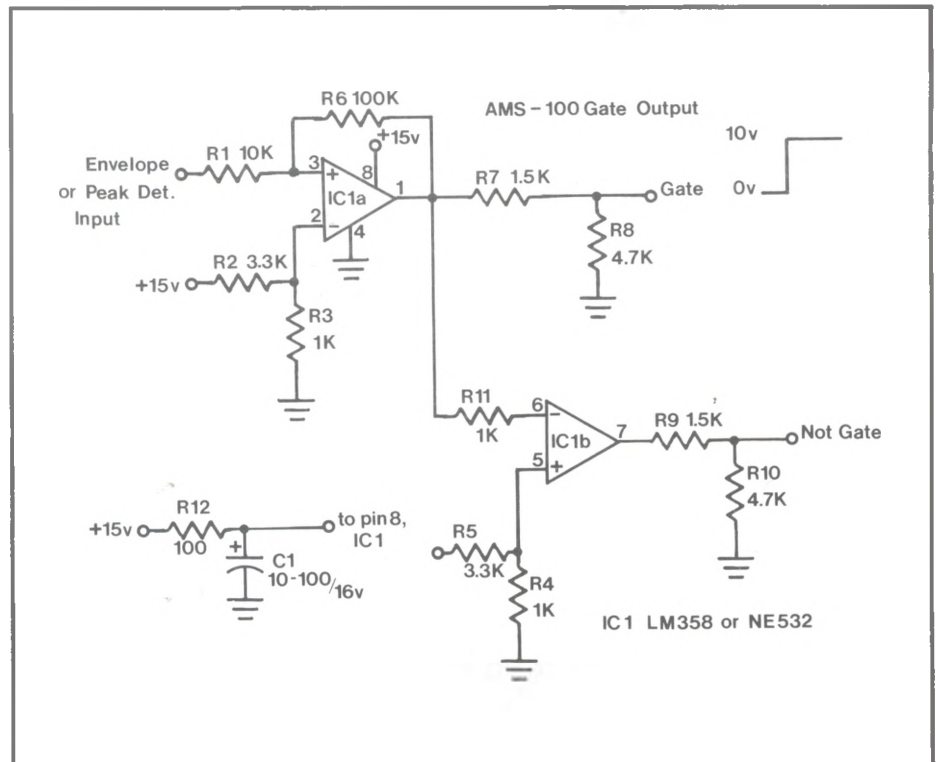 R6 100K
AMS-100 Gate Output
+15v
10v
Envelope
or Peak Det.
Input
R1 10K
3
+
8
IC1a
1
R7 1.5K
Gate
0v
2
-
4
R8
4.7K
R2 3.3K
+15v
R3
1K
R11
1K
6
-
IC1b
7
R9 1.5K
Not Gate
5
+
R10
4.7K
R12
+15v
100
to pin 8,
IC1
+
C1
10-100/16v
R5
3.3K
R4
1K
IC1 LM358 or NE532